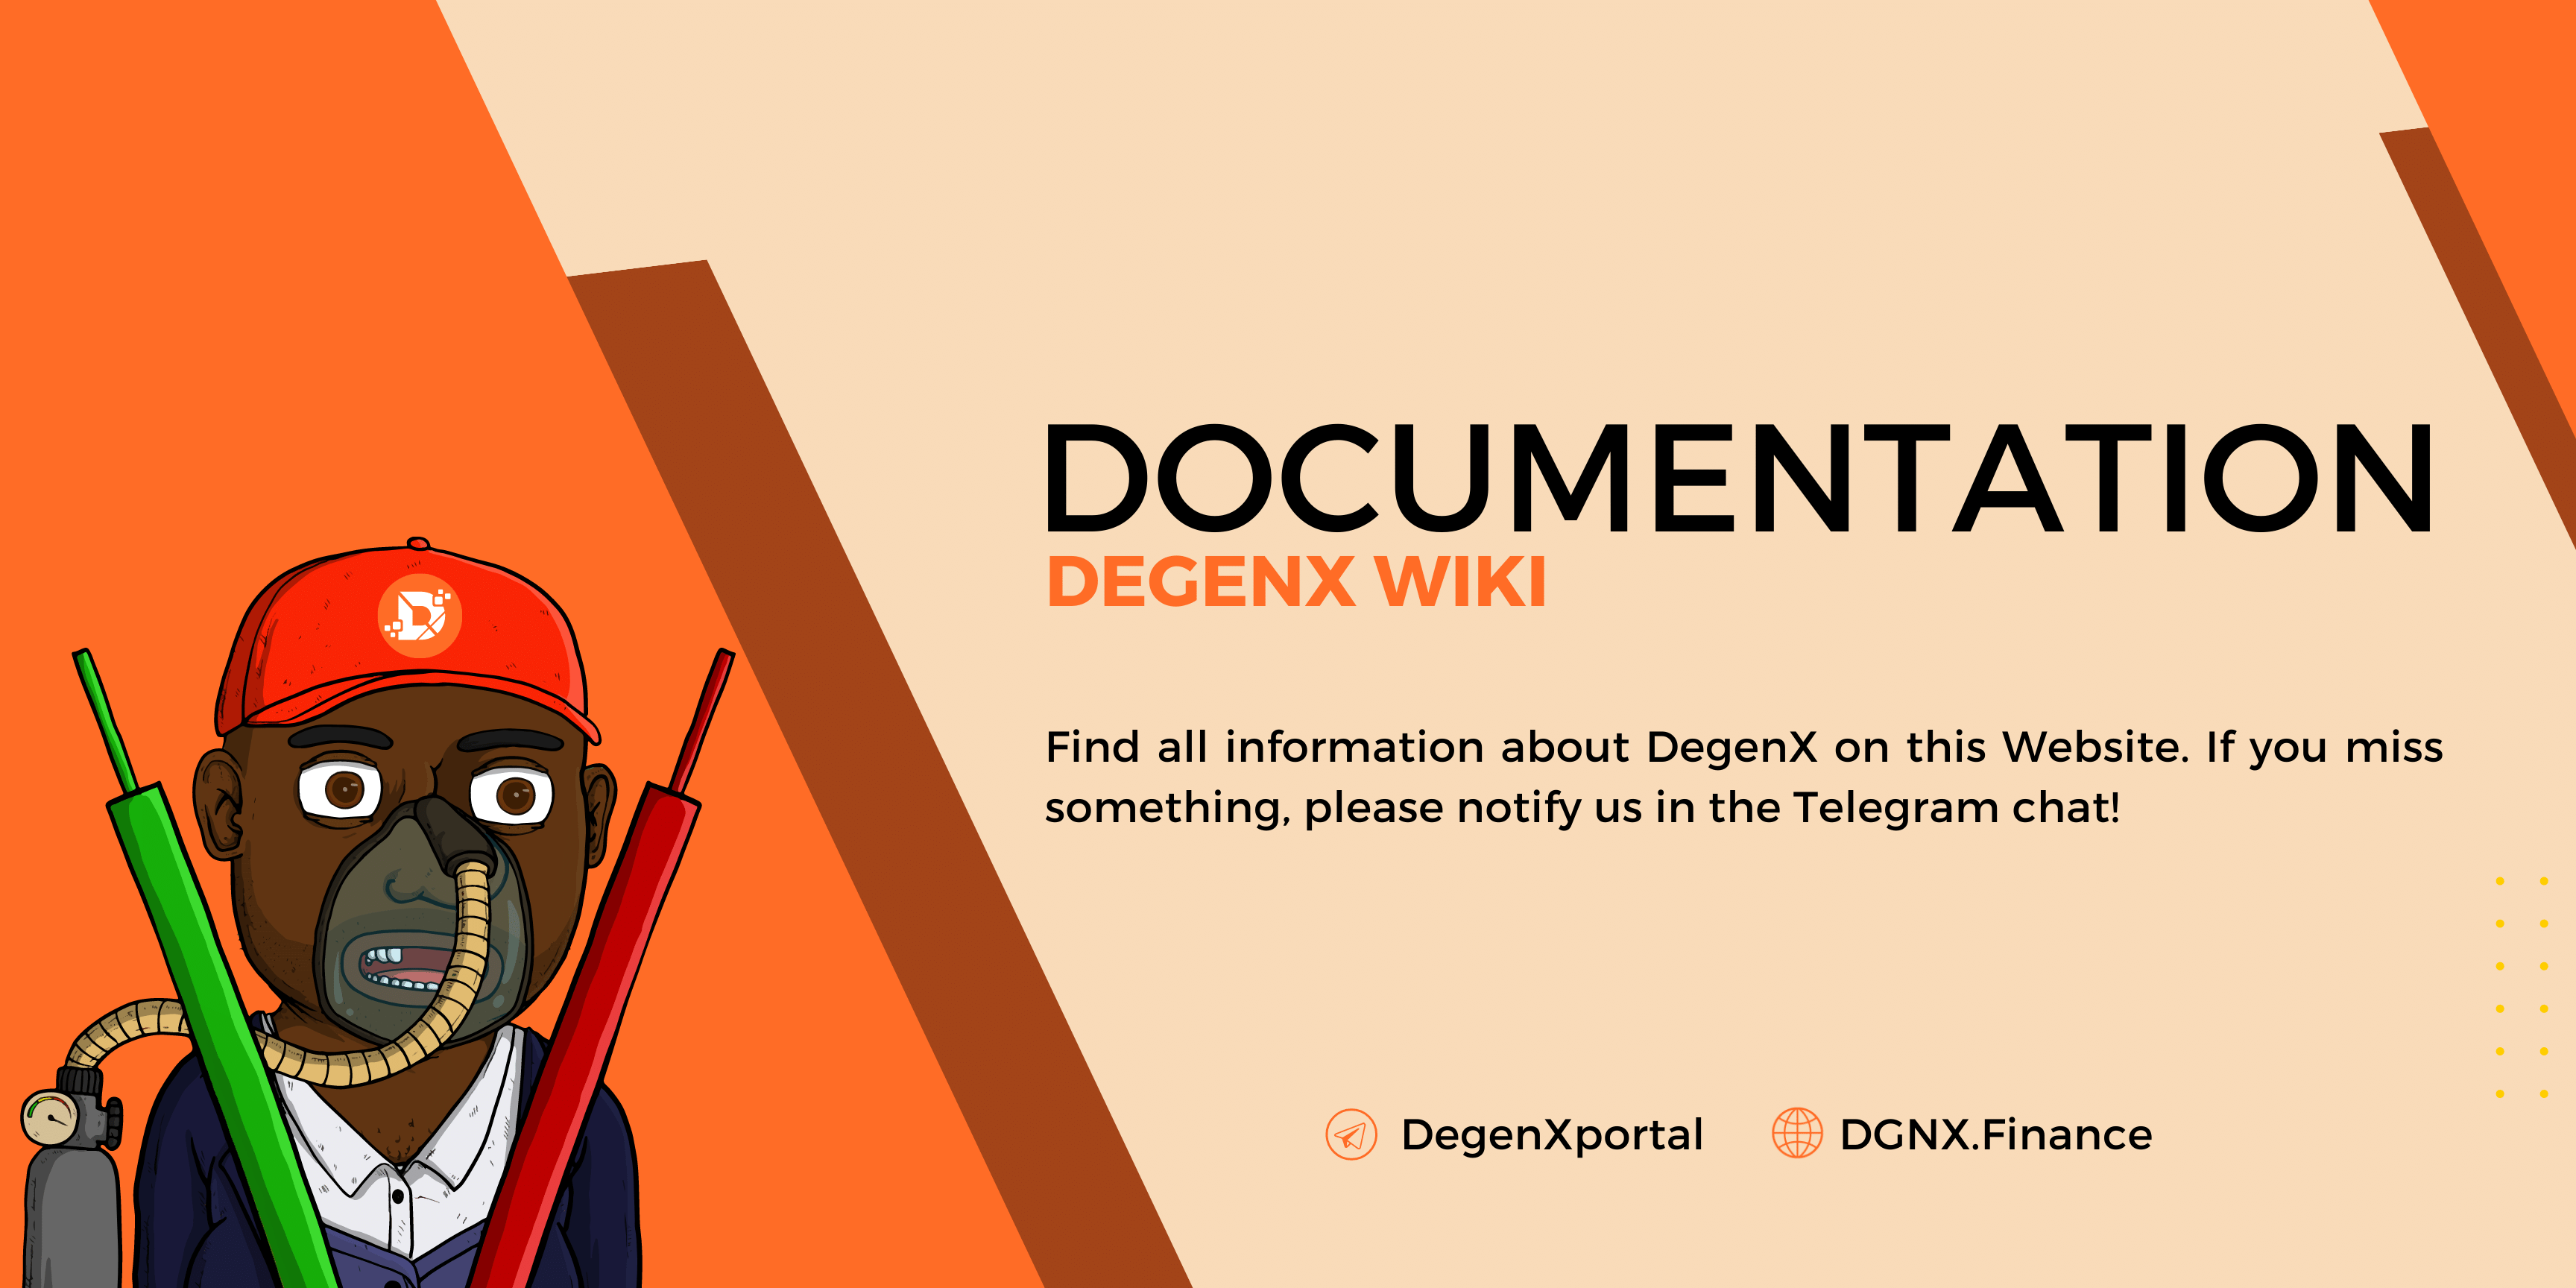 DOCUMENTATION
DEGENX WIKI
Find all information about DegenX on this Website. If you miss
something, please notify us in the Telegram chat!
DegenXportal
DGNX.Finance